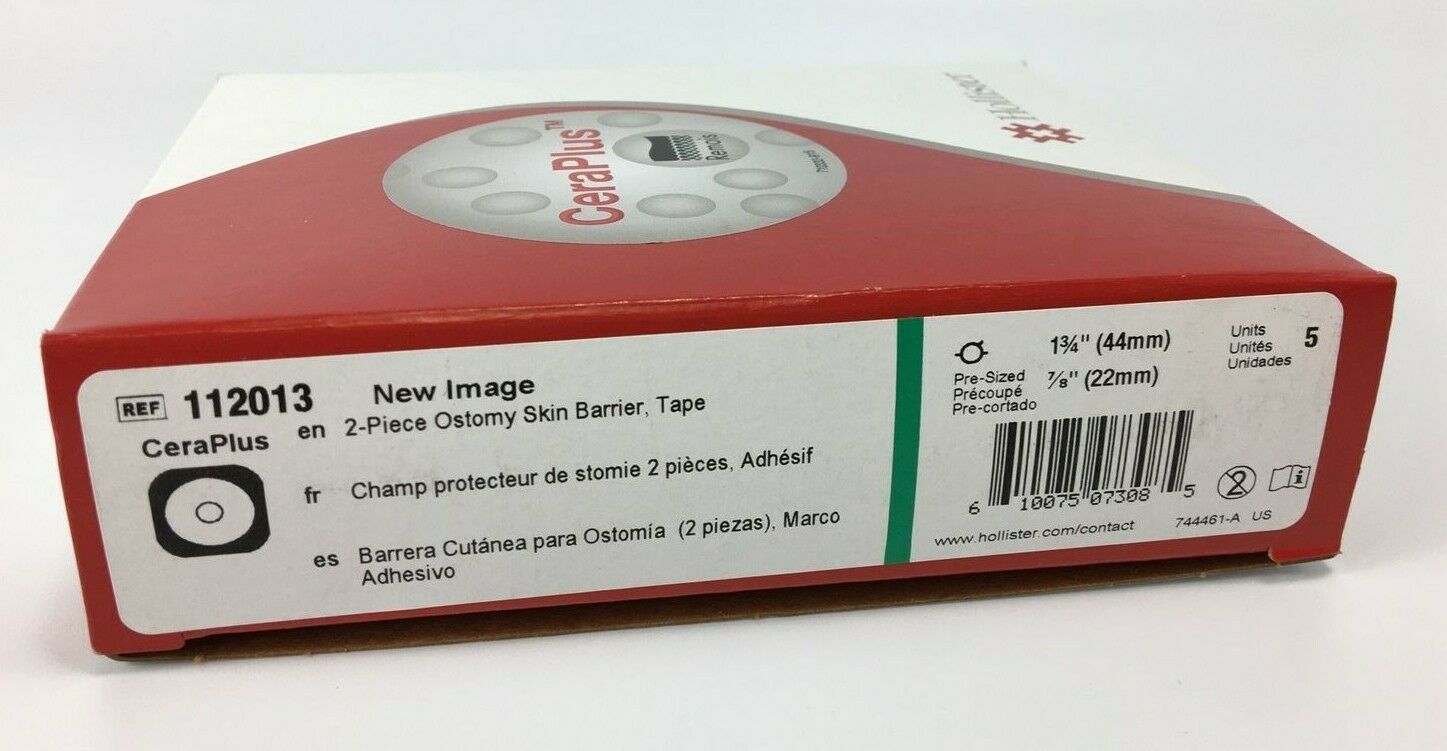 Hollister
CeraPlus™
Remois
REF 112013 New Image
CeraPlus
en 2-Piece Ostomy Skin Barrier, Tape
fr Champ protecteur de stomie 2 pièces, Adhésif
es Barrera Cutánea para Ostomía (2 piezas), Marco
Adhesivo
1¾" (44mm)
Pre-Sized
Précoupé
Pre-cortado
⅞" (22mm)
Units
Unités
Unidades
5
6 10075 07308 5
2
i
www.hollister.com/contact
744461-A US